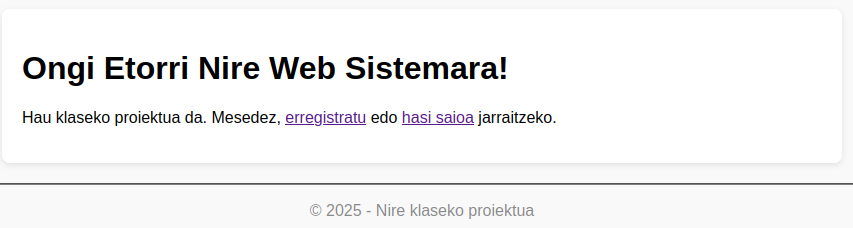 Ongi Etorri Nire Web Sistemara!
Hau klaseko proiektua da. Mesedez, erregistratu edo hasi saioa jarraitzeko.
© 2025 - Nire klaseko proiektua